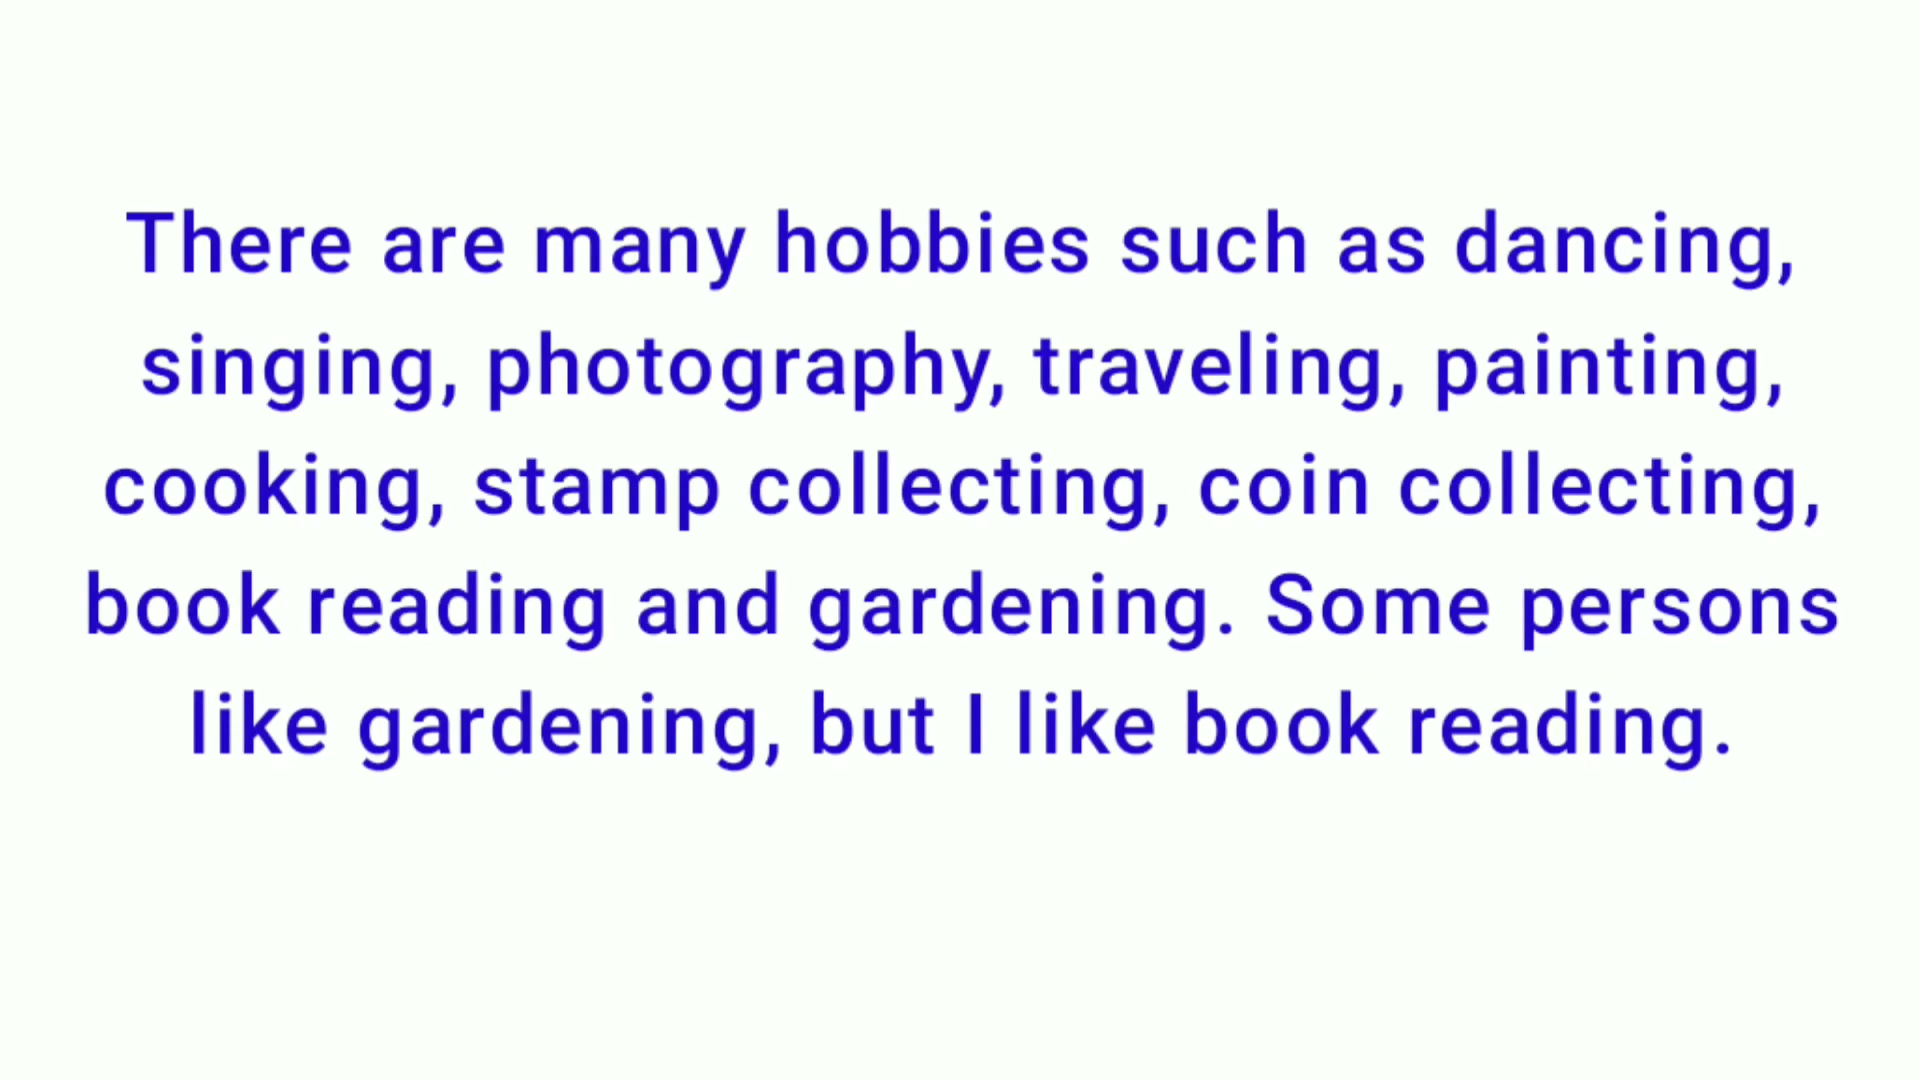 There are many hobbies such as dancing,
singing, photography, traveling, painting,
cooking, stamp collecting, coin collecting,
book reading and gardening. Some persons
like gardening, but I like book reading.